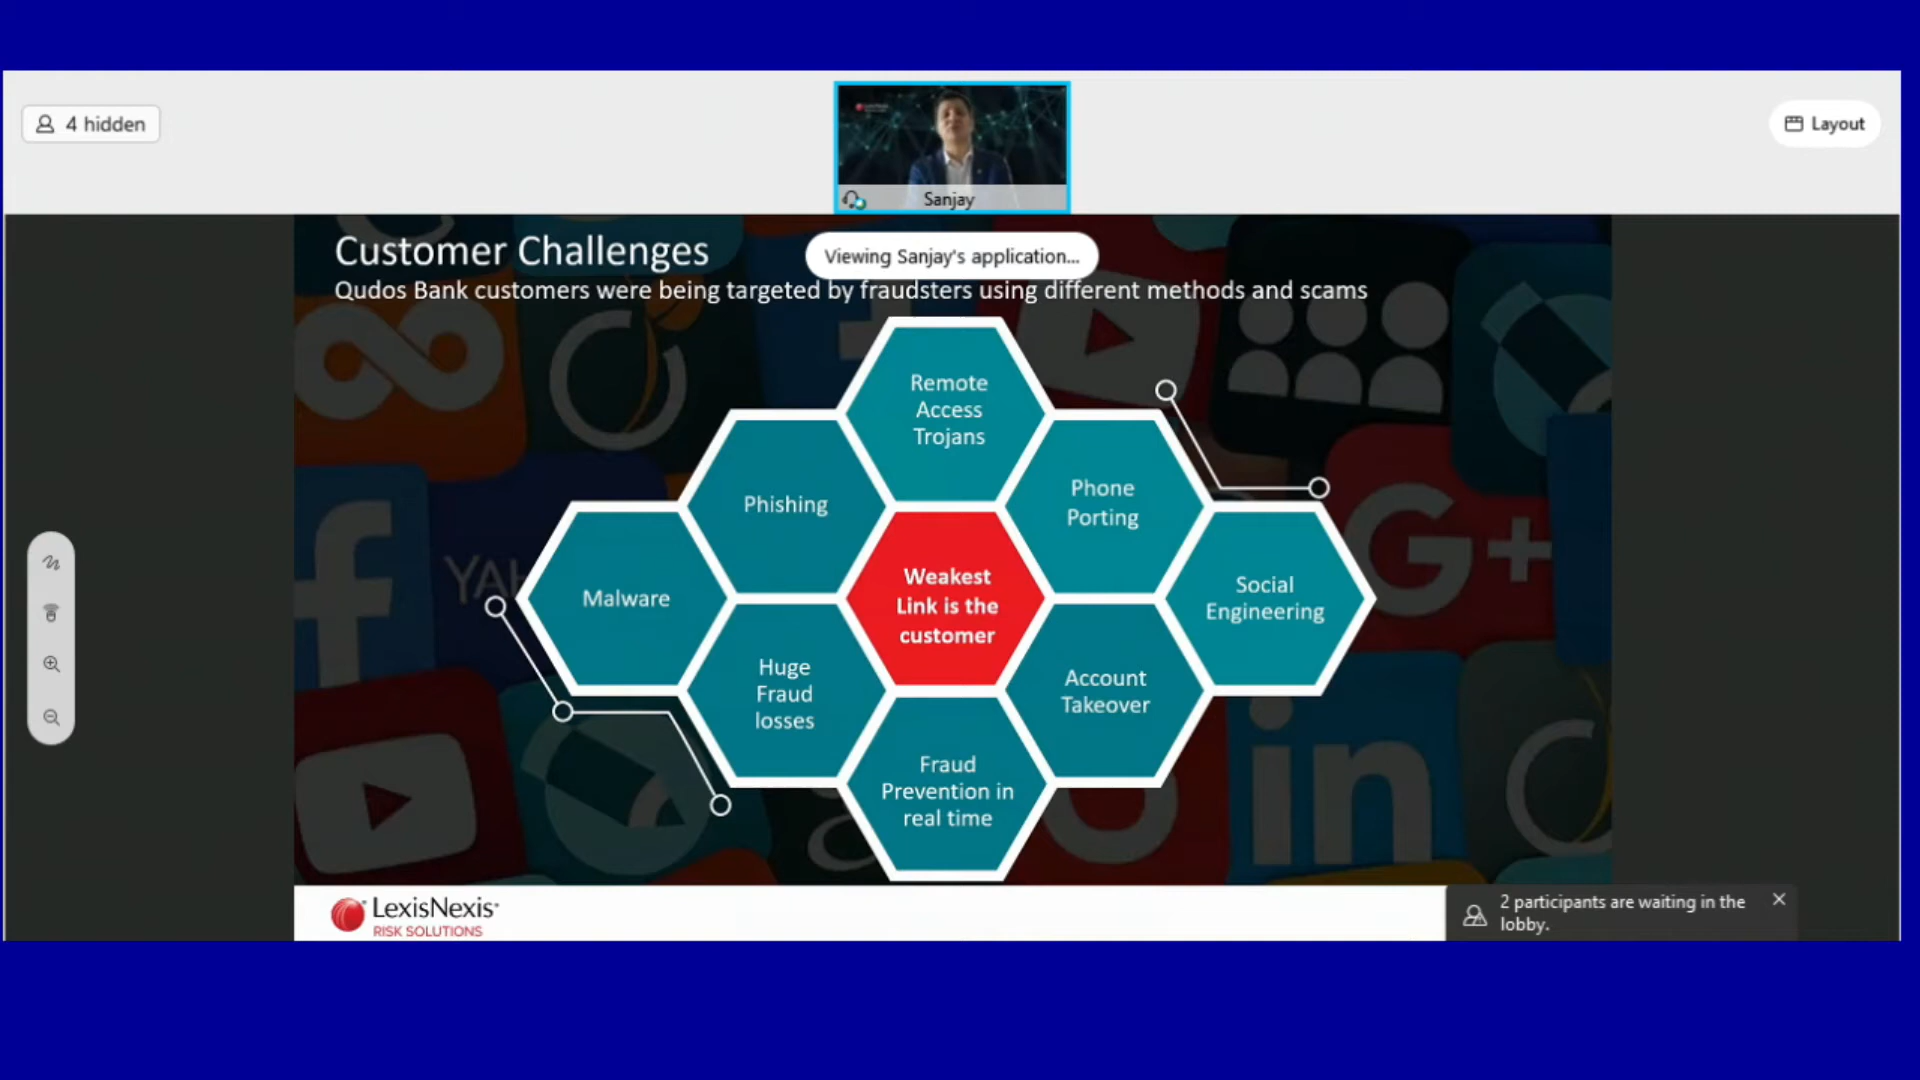 4 hidden
Layout
Sanjay
Customer Challenges
Viewing Sanjay's application...
Qudos Bank customers were being targeted by fraudsters using different methods and scams
Remote
Access
Trojans
Phishing
Phone
Porting
Malware
Weakest
Link is the
customer
Social
Engineering
Huge
Fraud
losses
Account
Takeover
Fraud
Prevention in
real time
LexisNexis
RISK SOLUTIONS
2 participants are waiting in the
lobby.
G+
in